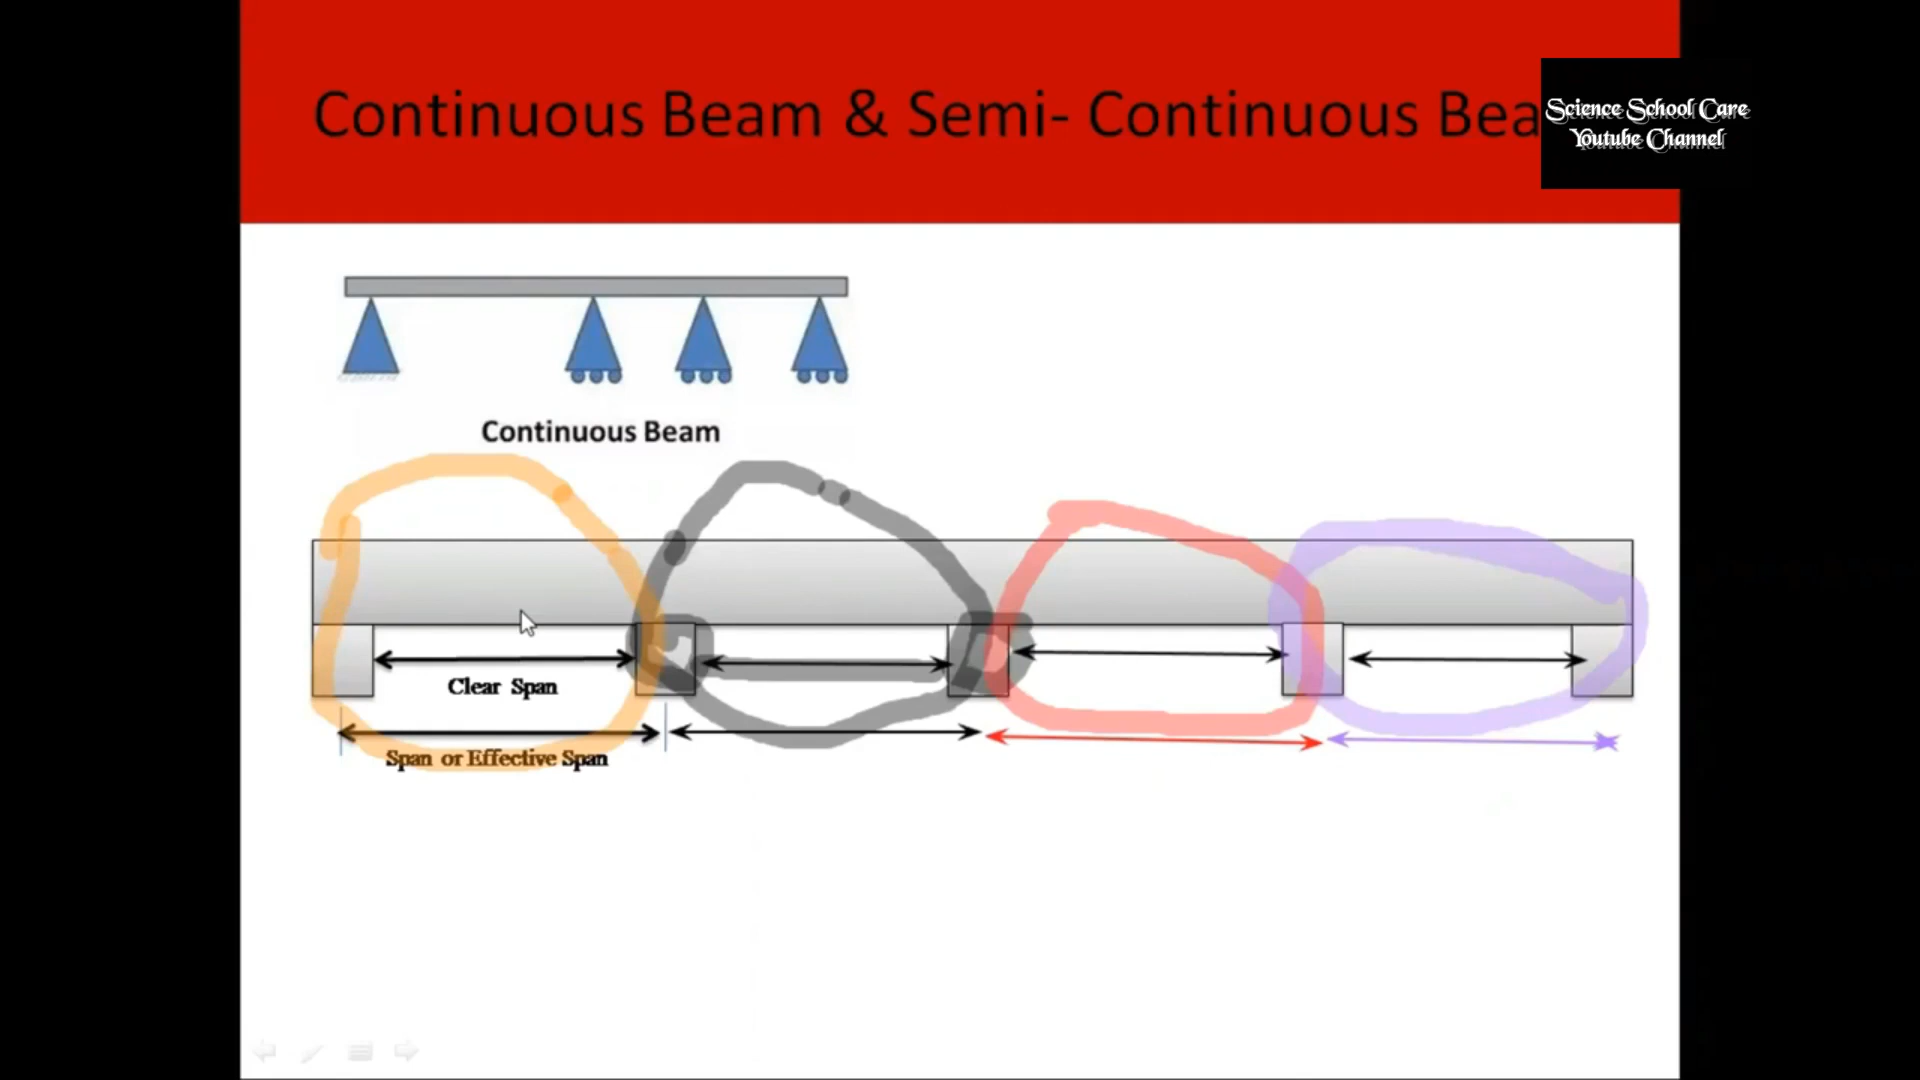 Continuous Beam & Semi- Continuous Bea
Science School Care
Youtube Channel
Continuous Beam
Clear Span
Span or Effective Span